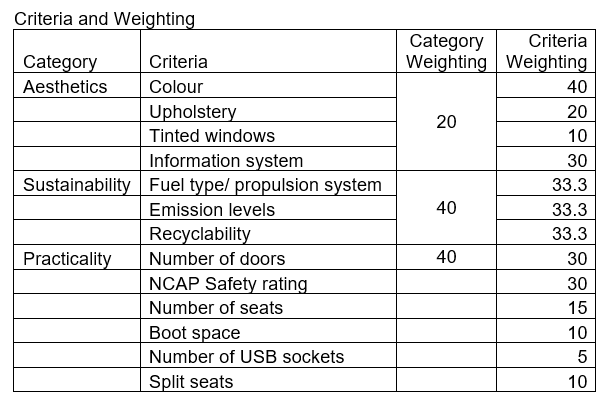 Criteria and Weighting
Category Criteria Category Weighting Criteria Weighting
Aesthetics Colour 20 40
Upholstery 20
Tinted windows 10
Information system 30
Sustainability Fuel type/ propulsion system 40 33.3
Emission levels 33.3
Recyclability 33.3
Practicality Number of doors 40 30
NCAP Safety rating 30
Number of seats 15
Boot space 10
Number of USB sockets 5
Split seats 10